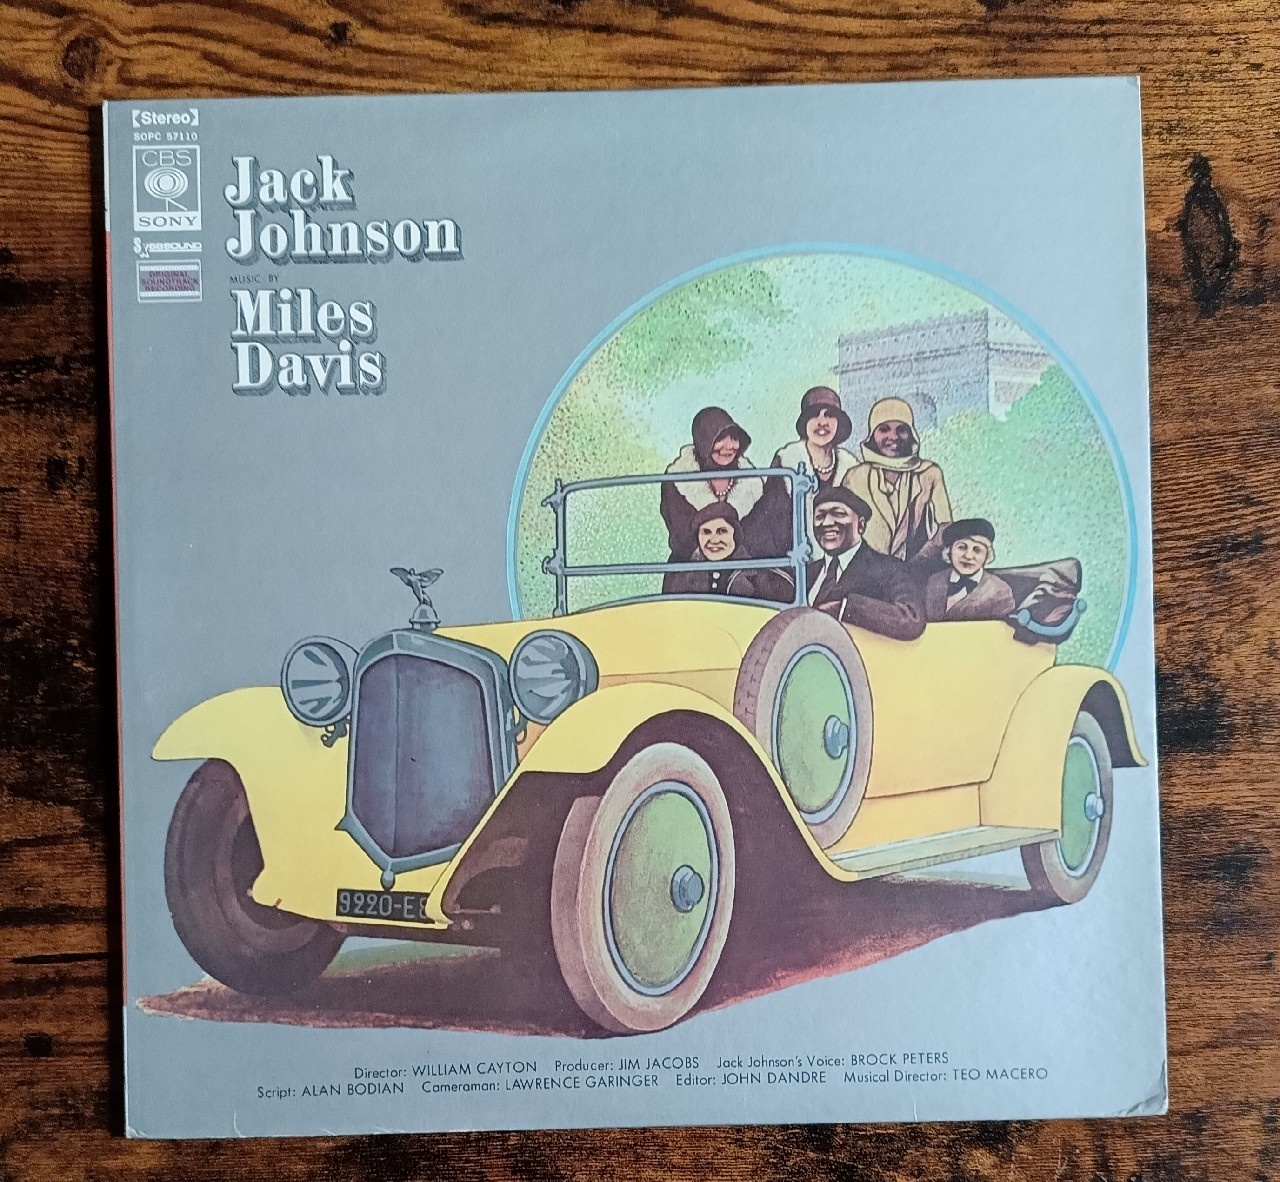 Stereo
SOPC 57110
CBS
SONY
SX68SOUND
ORIGINAL
SOUNDTRACK
RECORDING
Jack
Johnson
MUSIC BY
Miles
Davis
9220-E8
Director: WILLIAM CAYTON Producer: JIM JACOBS Jack Johnson's Voice: BROCK PETERS
Script: ALAN BODIAN Cameraman: LAWRENCE GARINGER Editor: JOHN DANDRE Musical Director: TEO MACERO